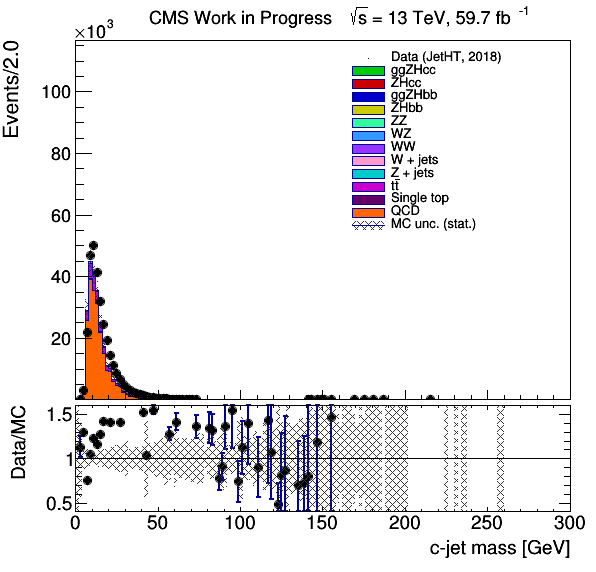 CMS Work in Progress √s = 13 TeV, 59.7 fb⁻¹
×10³
Events/2.0
100
80
60
40
20
Data (JetHT, 2018)
ggZHcc
ZHcc
ggZHbb
ZHbb
ZZ
WZ
WW
W + jets
Z + jets
tt̄
Single top
QCD
MC unc. (stat.)
Data/MC
1.5
1
0.5
0 50 100 150 200 250 300
c-jet mass [GeV]